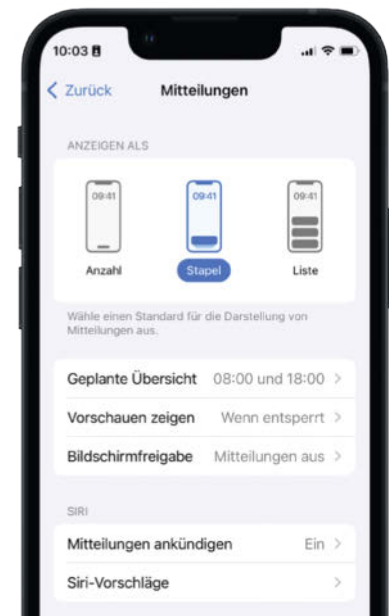 10:03
Zurück Mitteilungen
ANZEIGEN ALS
09:41 09:41 09:41
Anzahl Stapel Liste
Wähle einen Standard für die Darstellung von
Mitteilungen aus.
Geplante Übersicht 08:00 und 18:00
Vorschauen zeigen Wenn entsperrt
Bildschirmfreigabe Mitteilungen aus
SIRI
Mitteilungen ankündigen Ein
Siri-Vorschläge